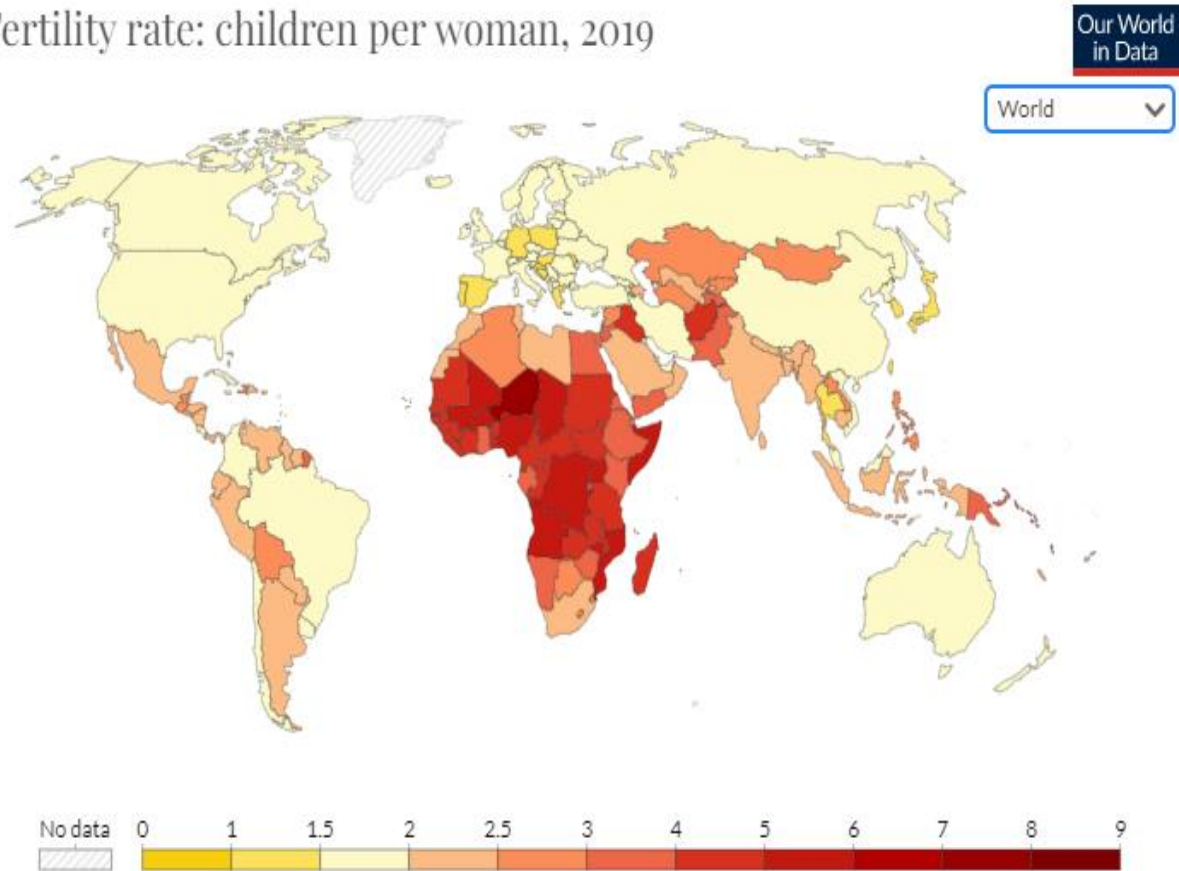 ertility rate: children per woman, 2019
Our World
in Data
World
No data 0 1 1.5 2 2.5 3 4 5 6 7 8 9